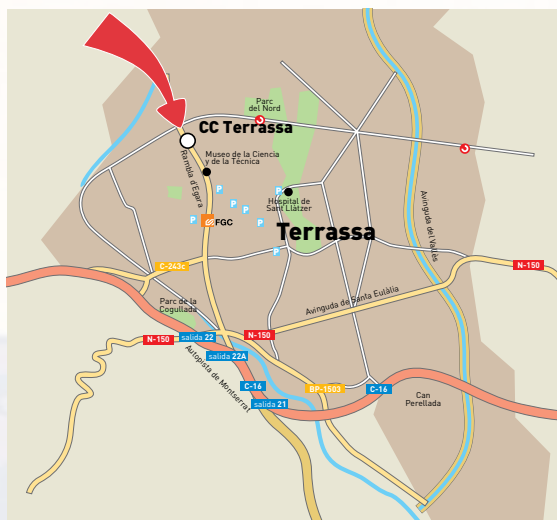 Parc
del Nord
CC Terrassa
Museo de la Ciencia
y de la Técnica
Rambla d'Egara
P
P
P
P
P
P
P
Hospital de
Sant Llàtzer
FGC
Terrassa
Avinguda del Vallès
C-243c
N-150
Avinguda de Santa Eulàlia
Parc de la
Cogullada
N-150
salida 22
N-150
salida 22A
Autopista de Montserrat
C-16
BP-1503
C-16
salida 21
Can
Perellada